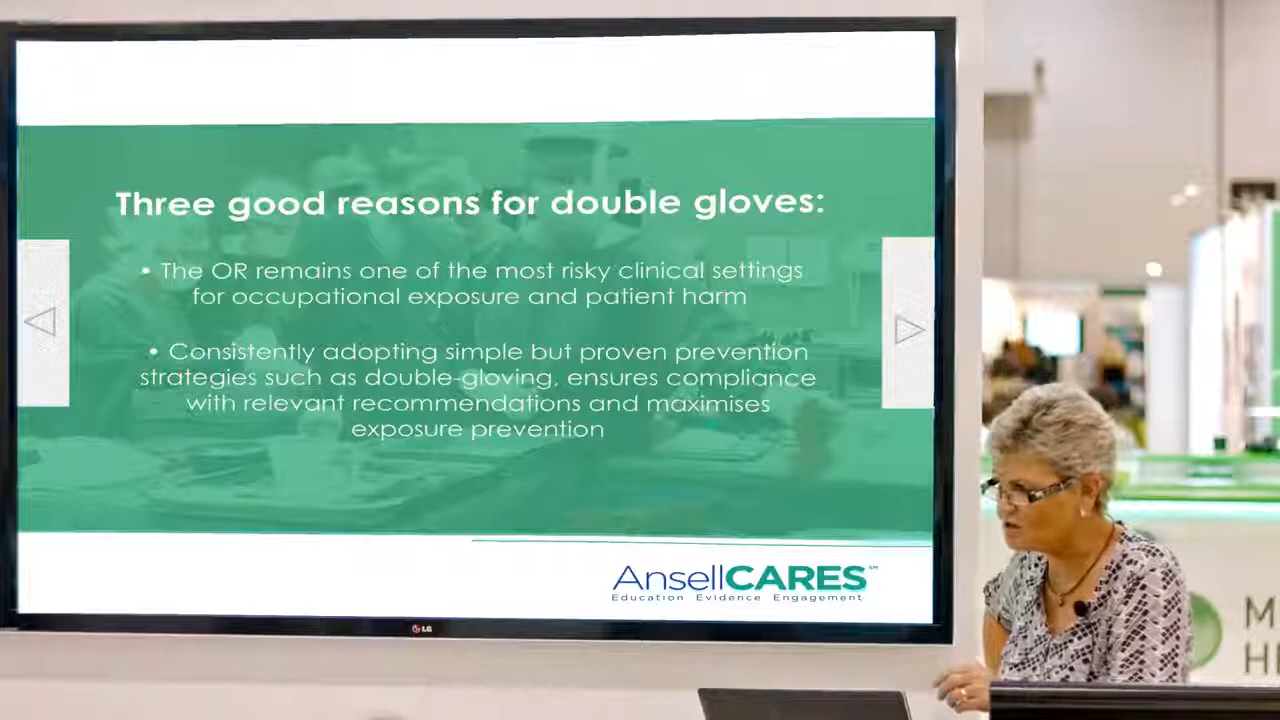 Three good reasons for double gloves:
• The OR remains one of the most risky clinical settings
for occupational exposure and patient harm
• Consistently adopting simple but proven prevention
strategies such as double-gloving, ensures compliance
with relevant recommendations and maximises
exposure prevention
AnsellCARES℠
Education Evidence Engagement
LG